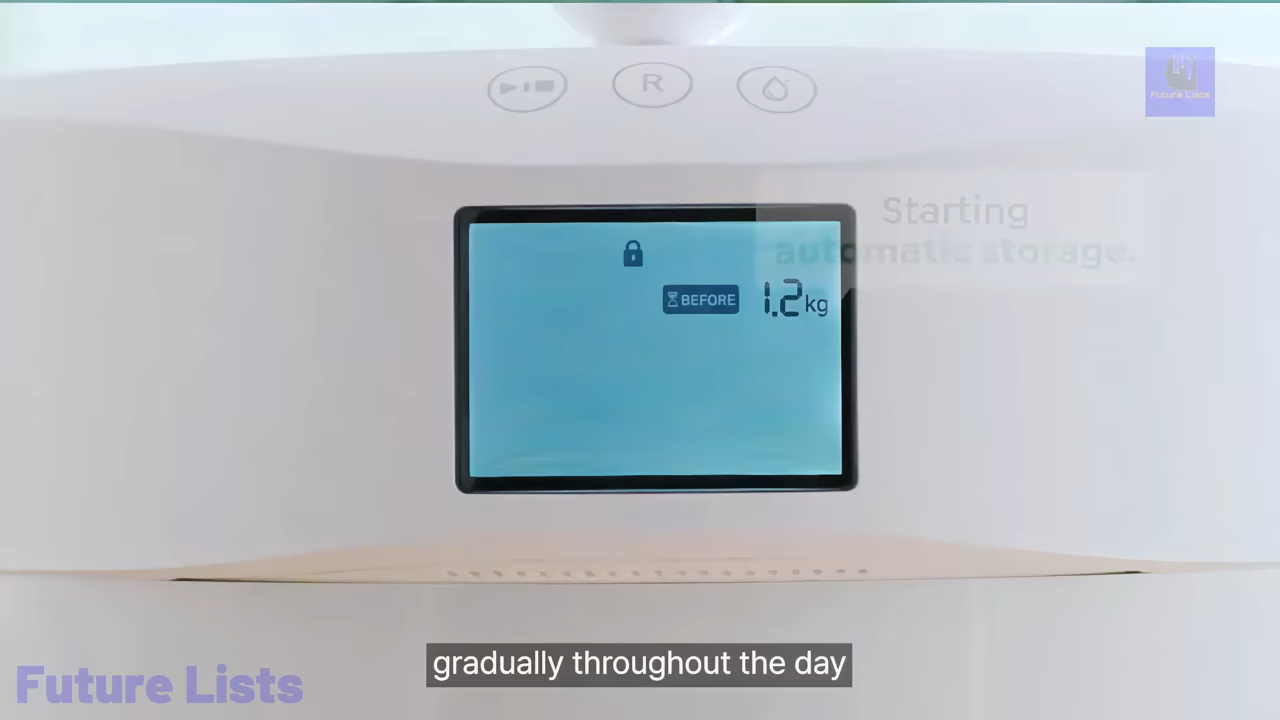 R
Future Lists
Starting
automatic storage.
BEFORE 1.2 kg
gradually throughout the day
Future Lists